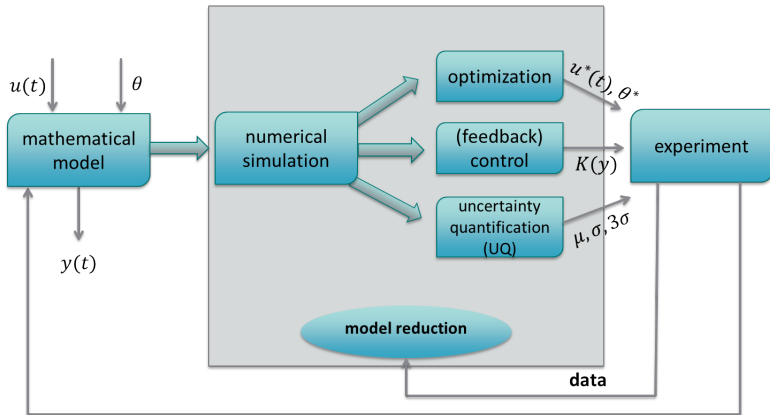 u(t)
θ
mathematical
model
y(t)
numerical
simulation
optimization
(feedback)
control
uncertainty
quantification
(UQ)
u*(t), θ*
K(y)
μ, σ, 3σ
experiment
model reduction
data